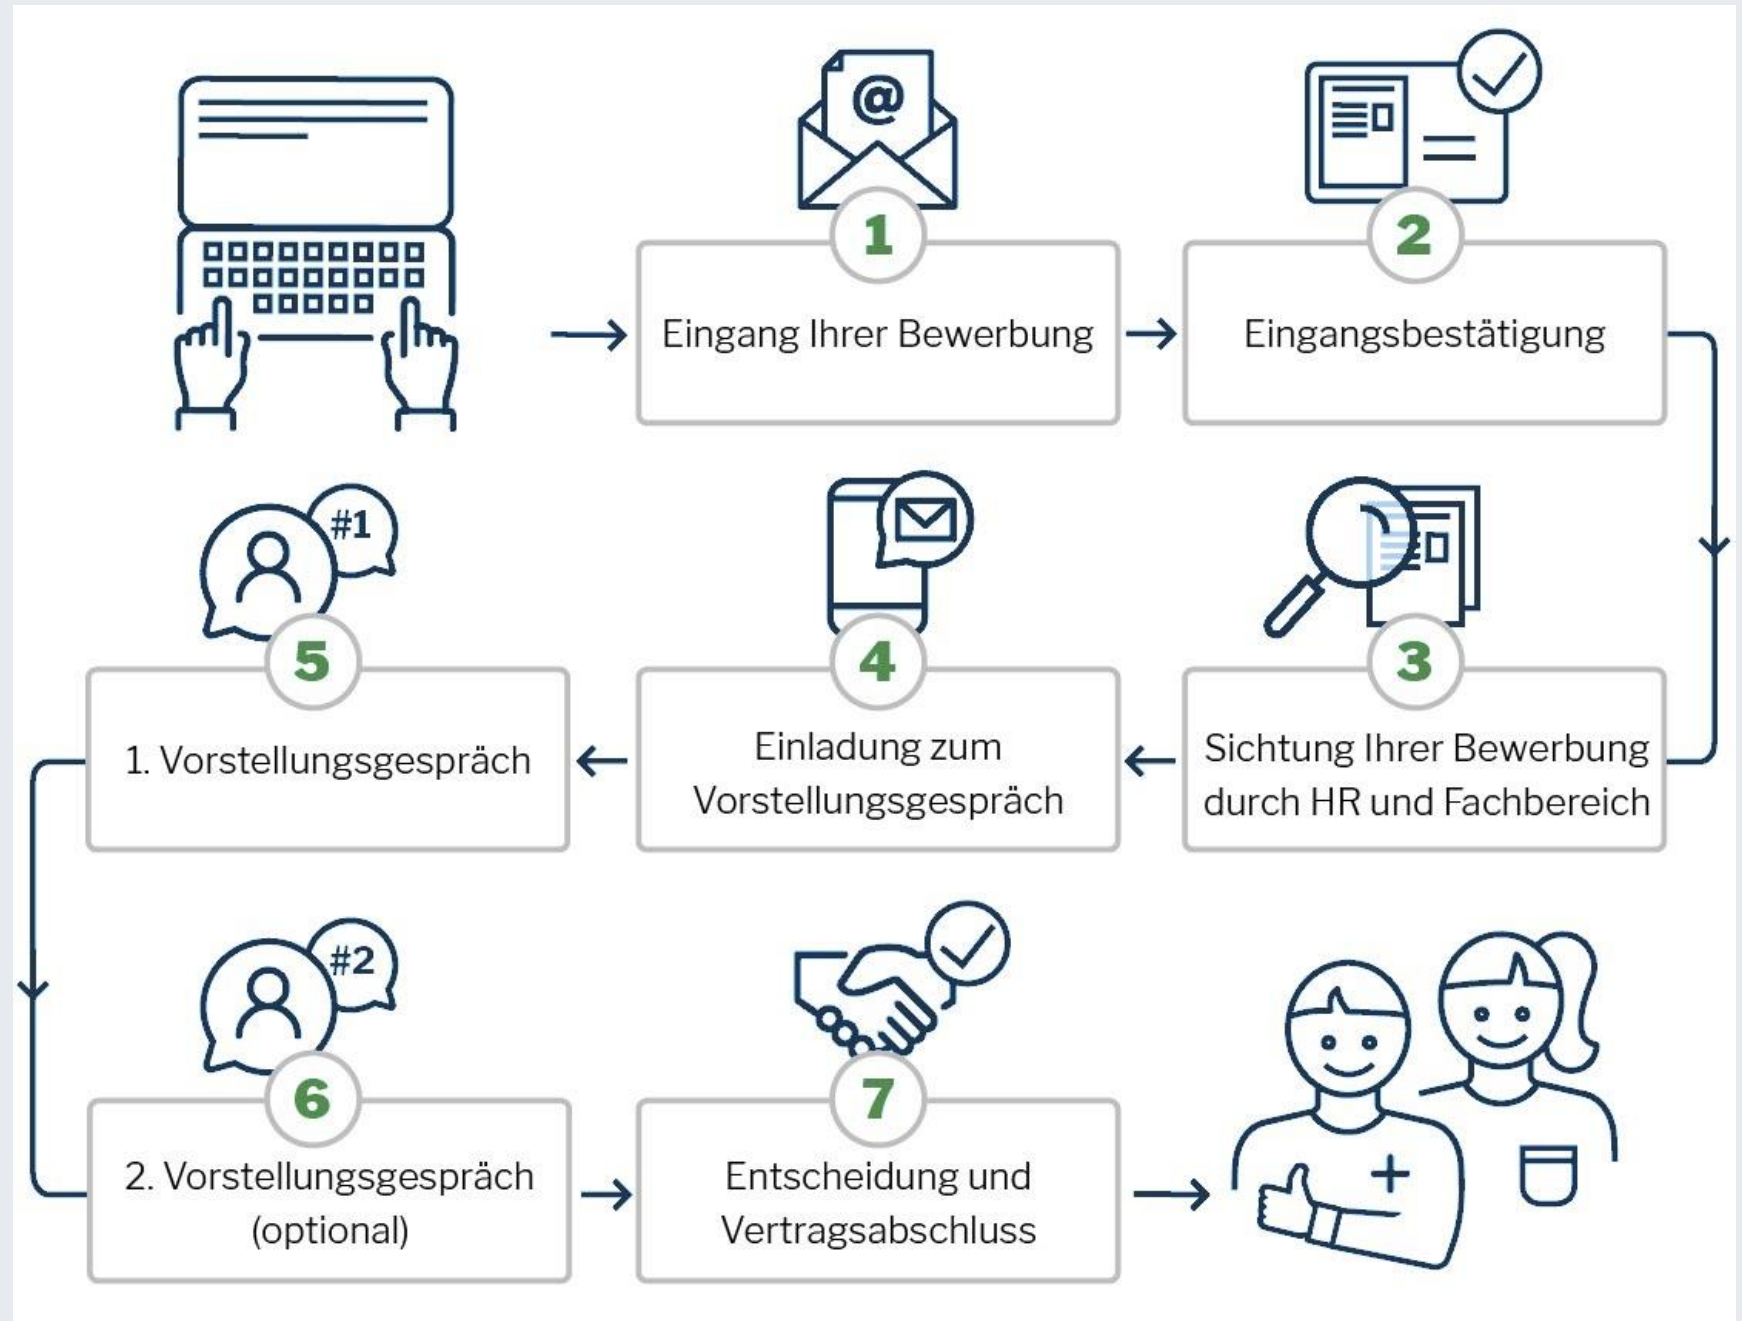 @
1
Eingang Ihrer Bewerbung
2
Eingangsbestätigung
3
Sichtung Ihrer Bewerbung
durch HR und Fachbereich
4
Einladung zum
Vorstellungsgespräch
#1
5
1. Vorstellungsgespräch
#2
6
2. Vorstellungsgespräch
(optional)
7
Entscheidung und
Vertragsabschluss